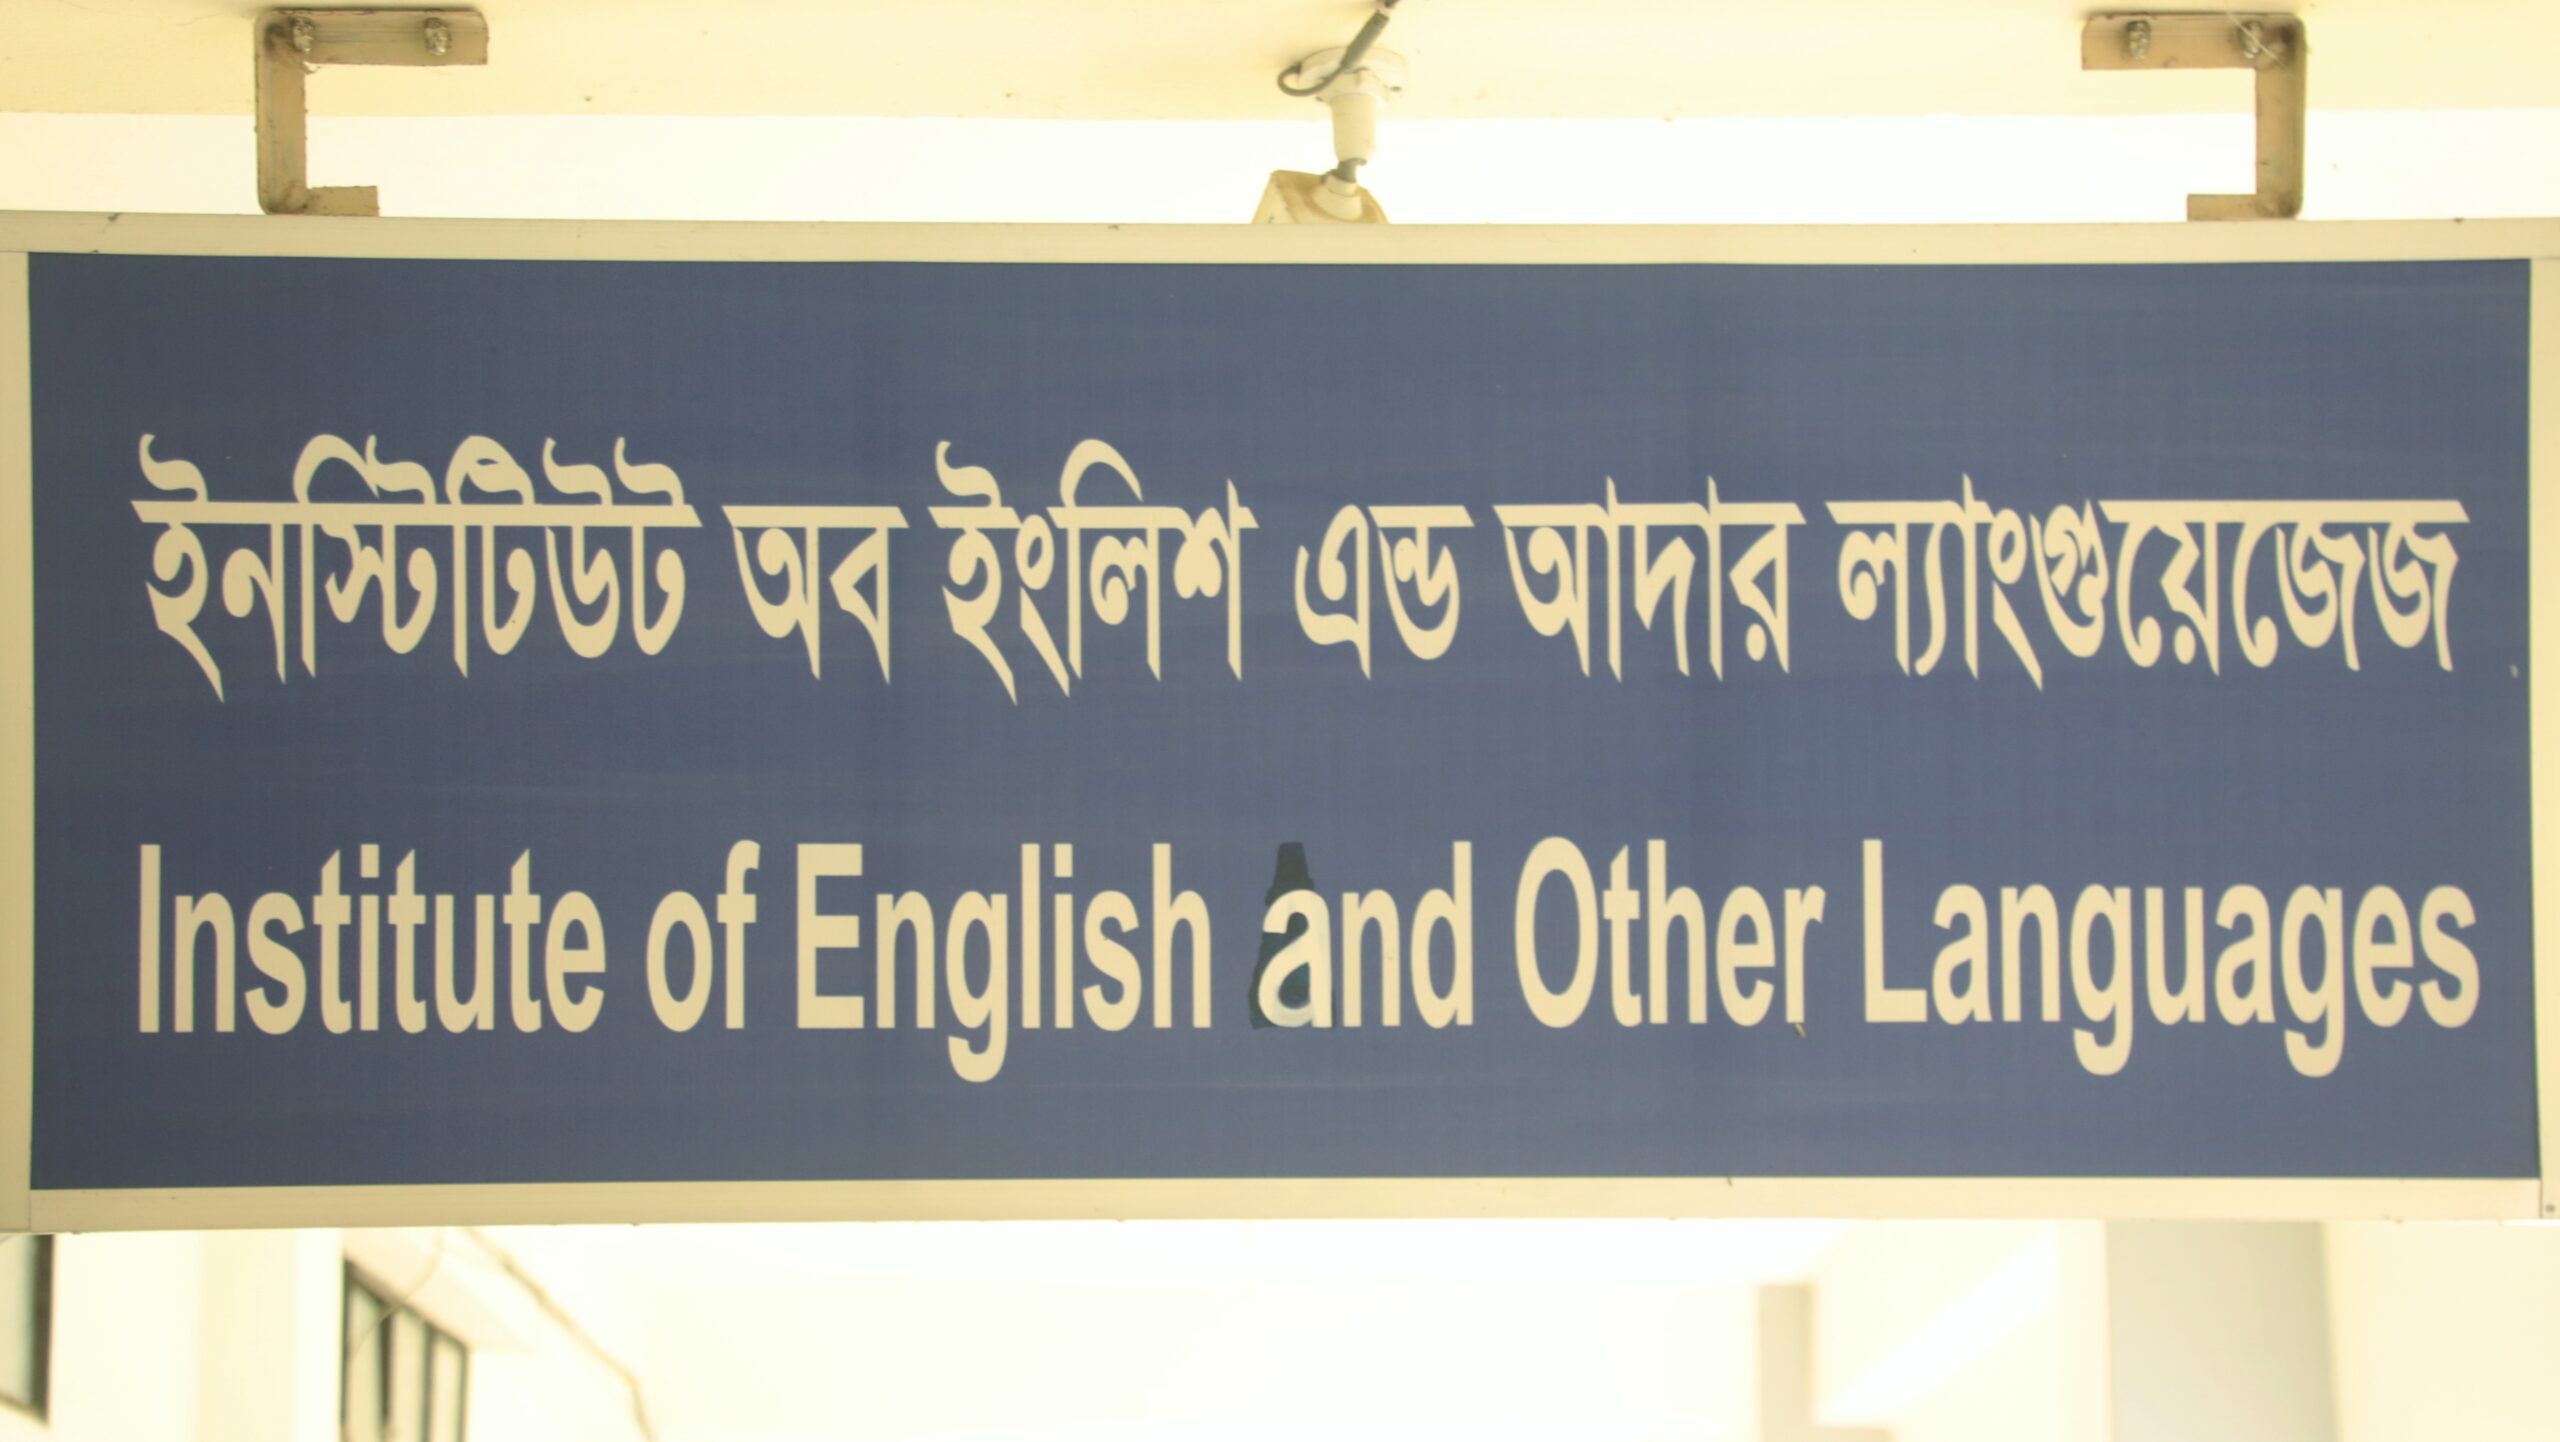 ইনস্টিটিউট অব ইংলিশ এন্ড আদার ল্যাংগুয়েজেজ
Institute of English and Other Languages